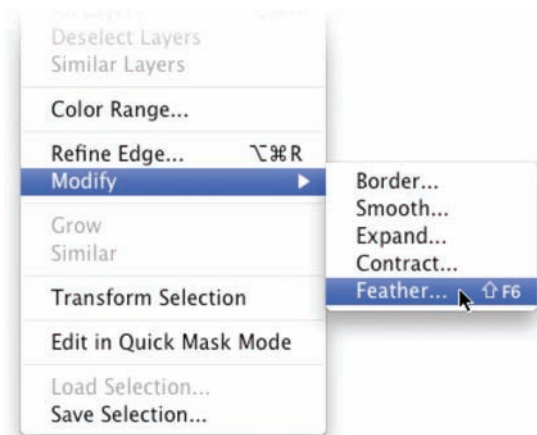 Deselect Layers
Similar Layers
Color Range...
Refine Edge... ⌥⌘R
Modify ▶
Grow
Similar
Transform Selection
Edit in Quick Mask Mode
Load Selection...
Save Selection...
Border...
Smooth...
Expand...
Contract...
Feather... ⇧F6